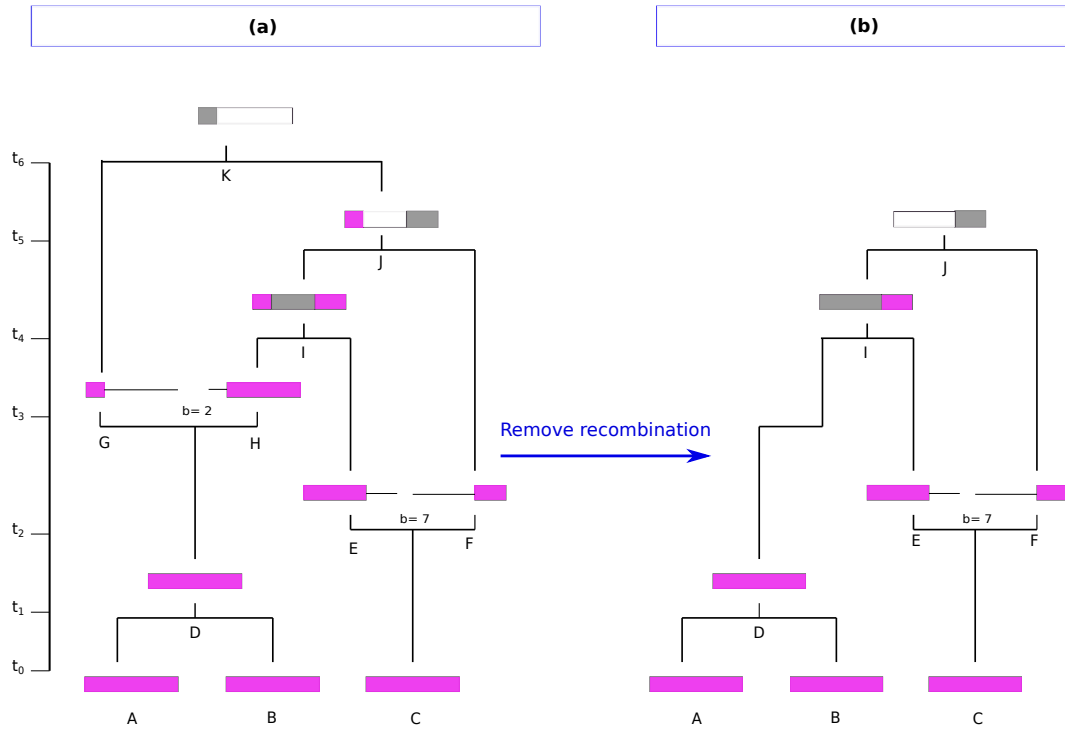 (a)
(b)
t6
K
t5
J
J
t4
I
I
b= 2
t3
G
H
Remove recombination
b= 7
b= 7
t2
E
F
E
F
t1
D
D
t0
A
B
C
A
B
C